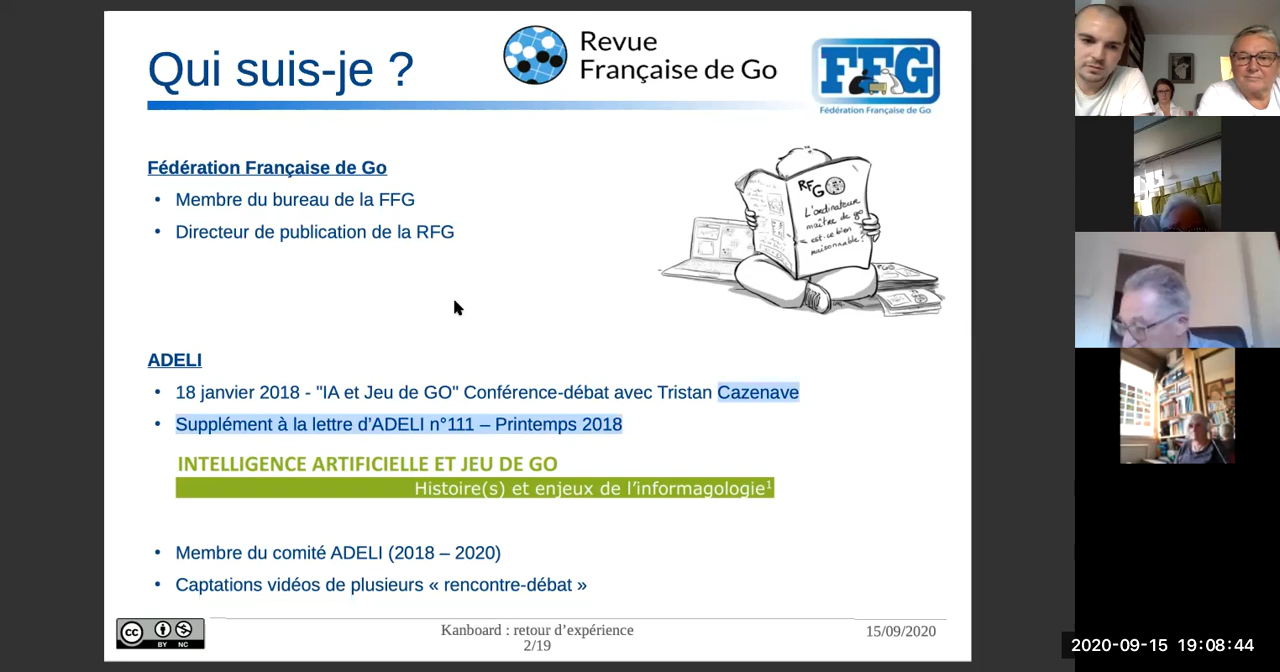 Qui suis-je ?
Revue
Française de Go
FFG
Fédération Française de Go
Fédération Française de Go
• Membre du bureau de la FFG
• Directeur de publication de la RFG
RFG
L'ordinateur
maître de go
est-ce bien
raisonnable?
GO
ADELI
• 18 janvier 2018 - "IA et Jeu de GO" Conférence-débat avec Tristan Cazenave
• Supplément à la lettre d'ADELI n°111 – Printemps 2018
INTELLIGENCE ARTIFICIELLE ET JEU DE GO
Histoire(s) et enjeux de l'informagologie¹
• Membre du comité ADELI (2018 – 2020)
• Captations vidéos de plusieurs « rencontre-débat »
cc BY NC
Kanboard : retour d'expérience
2/19
15/09/2020
2020-09-15 19:08:44